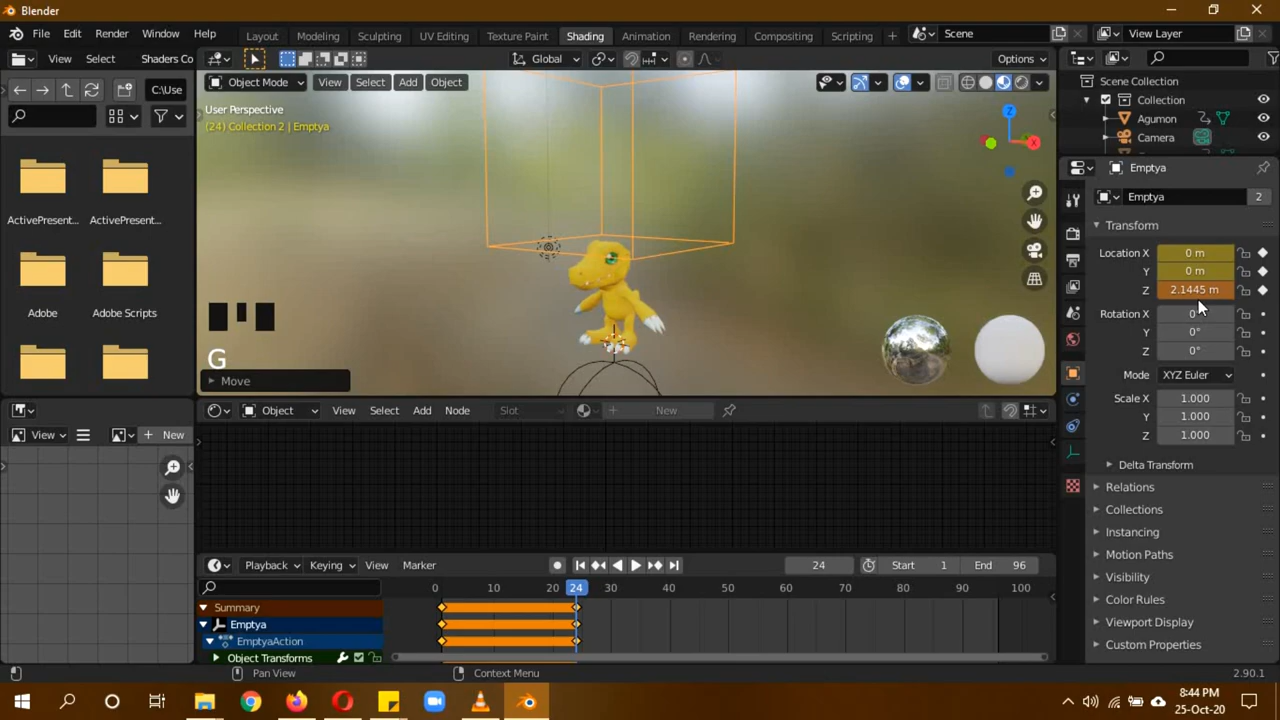 Blender
File Edit Render Window Help
Layout Modeling Sculpting UV Editing Texture Paint Shading Animation Rendering Compositing Scripting
Scene View Layer
View Select Shaders Co
Global Options
C:\Use
Object Mode View Select Add Object
User Perspective
(24) Collection 2 | Emptya
Z
X
Scene Collection
Collection
Agumon
Camera
Emptya
Emptya 2
Transform
Location X 0 m
Y 0 m
Z 2.1445 m
Rotation X 0°
Y 0°
Z 0°
Mode XYZ Euler
Scale X 1.000
Y 1.000
Z 1.000
Delta Transform
Relations
Collections
Instancing
Motion Paths
Visibility
Color Rules
Viewport Display
Custom Properties
ActivePresent... ActivePresent...
Adobe Adobe Scripts
G
Move
View New
Object View Select Add Node Slot New
Playback Keying View Marker 24 Start 1 End 96
0 10 20 24 30 40 50 60 70 80 90 100
Summary
Emptya
EmptyaAction
Object Transforms
Pan View Context Menu 2.90.1
8:44 PM
25-Oct-20